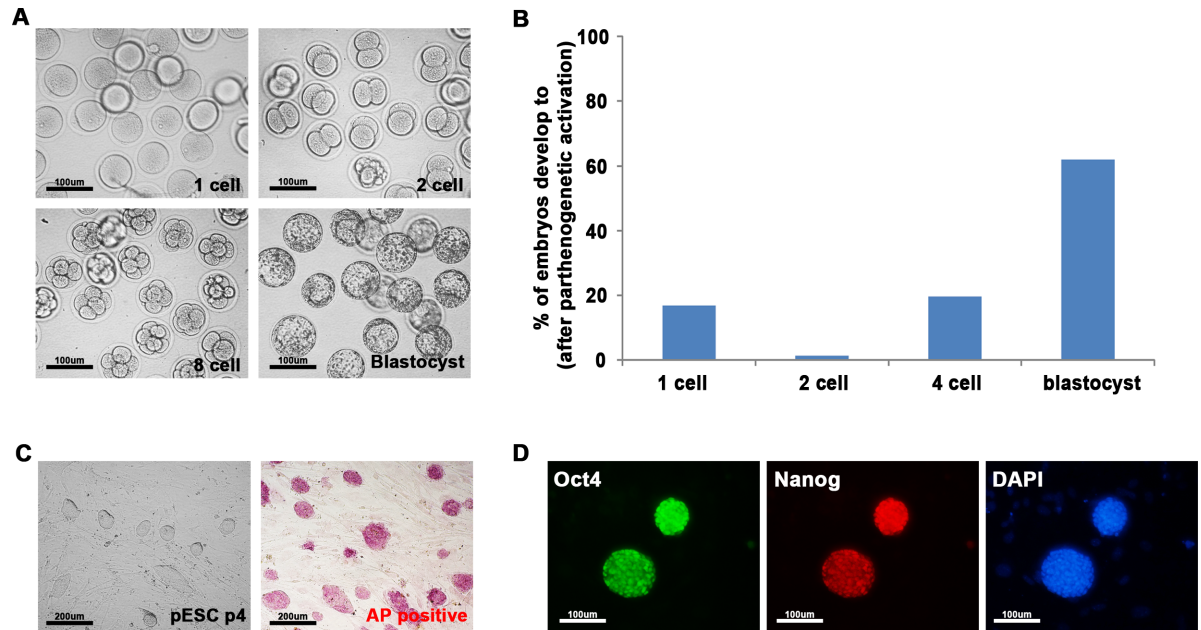 A
100um
1 cell
100um
2 cell
100um
8 cell
100um
Blastocyst
B
% of embryos develop to
(after parthenogenetic activation)
100
80
60
40
20
0
1 cell
2 cell
4 cell
blastocyst
C
200um
pESC p4
200um
AP positive
D
Oct4
100um
Nanog
100um
DAPI
100um